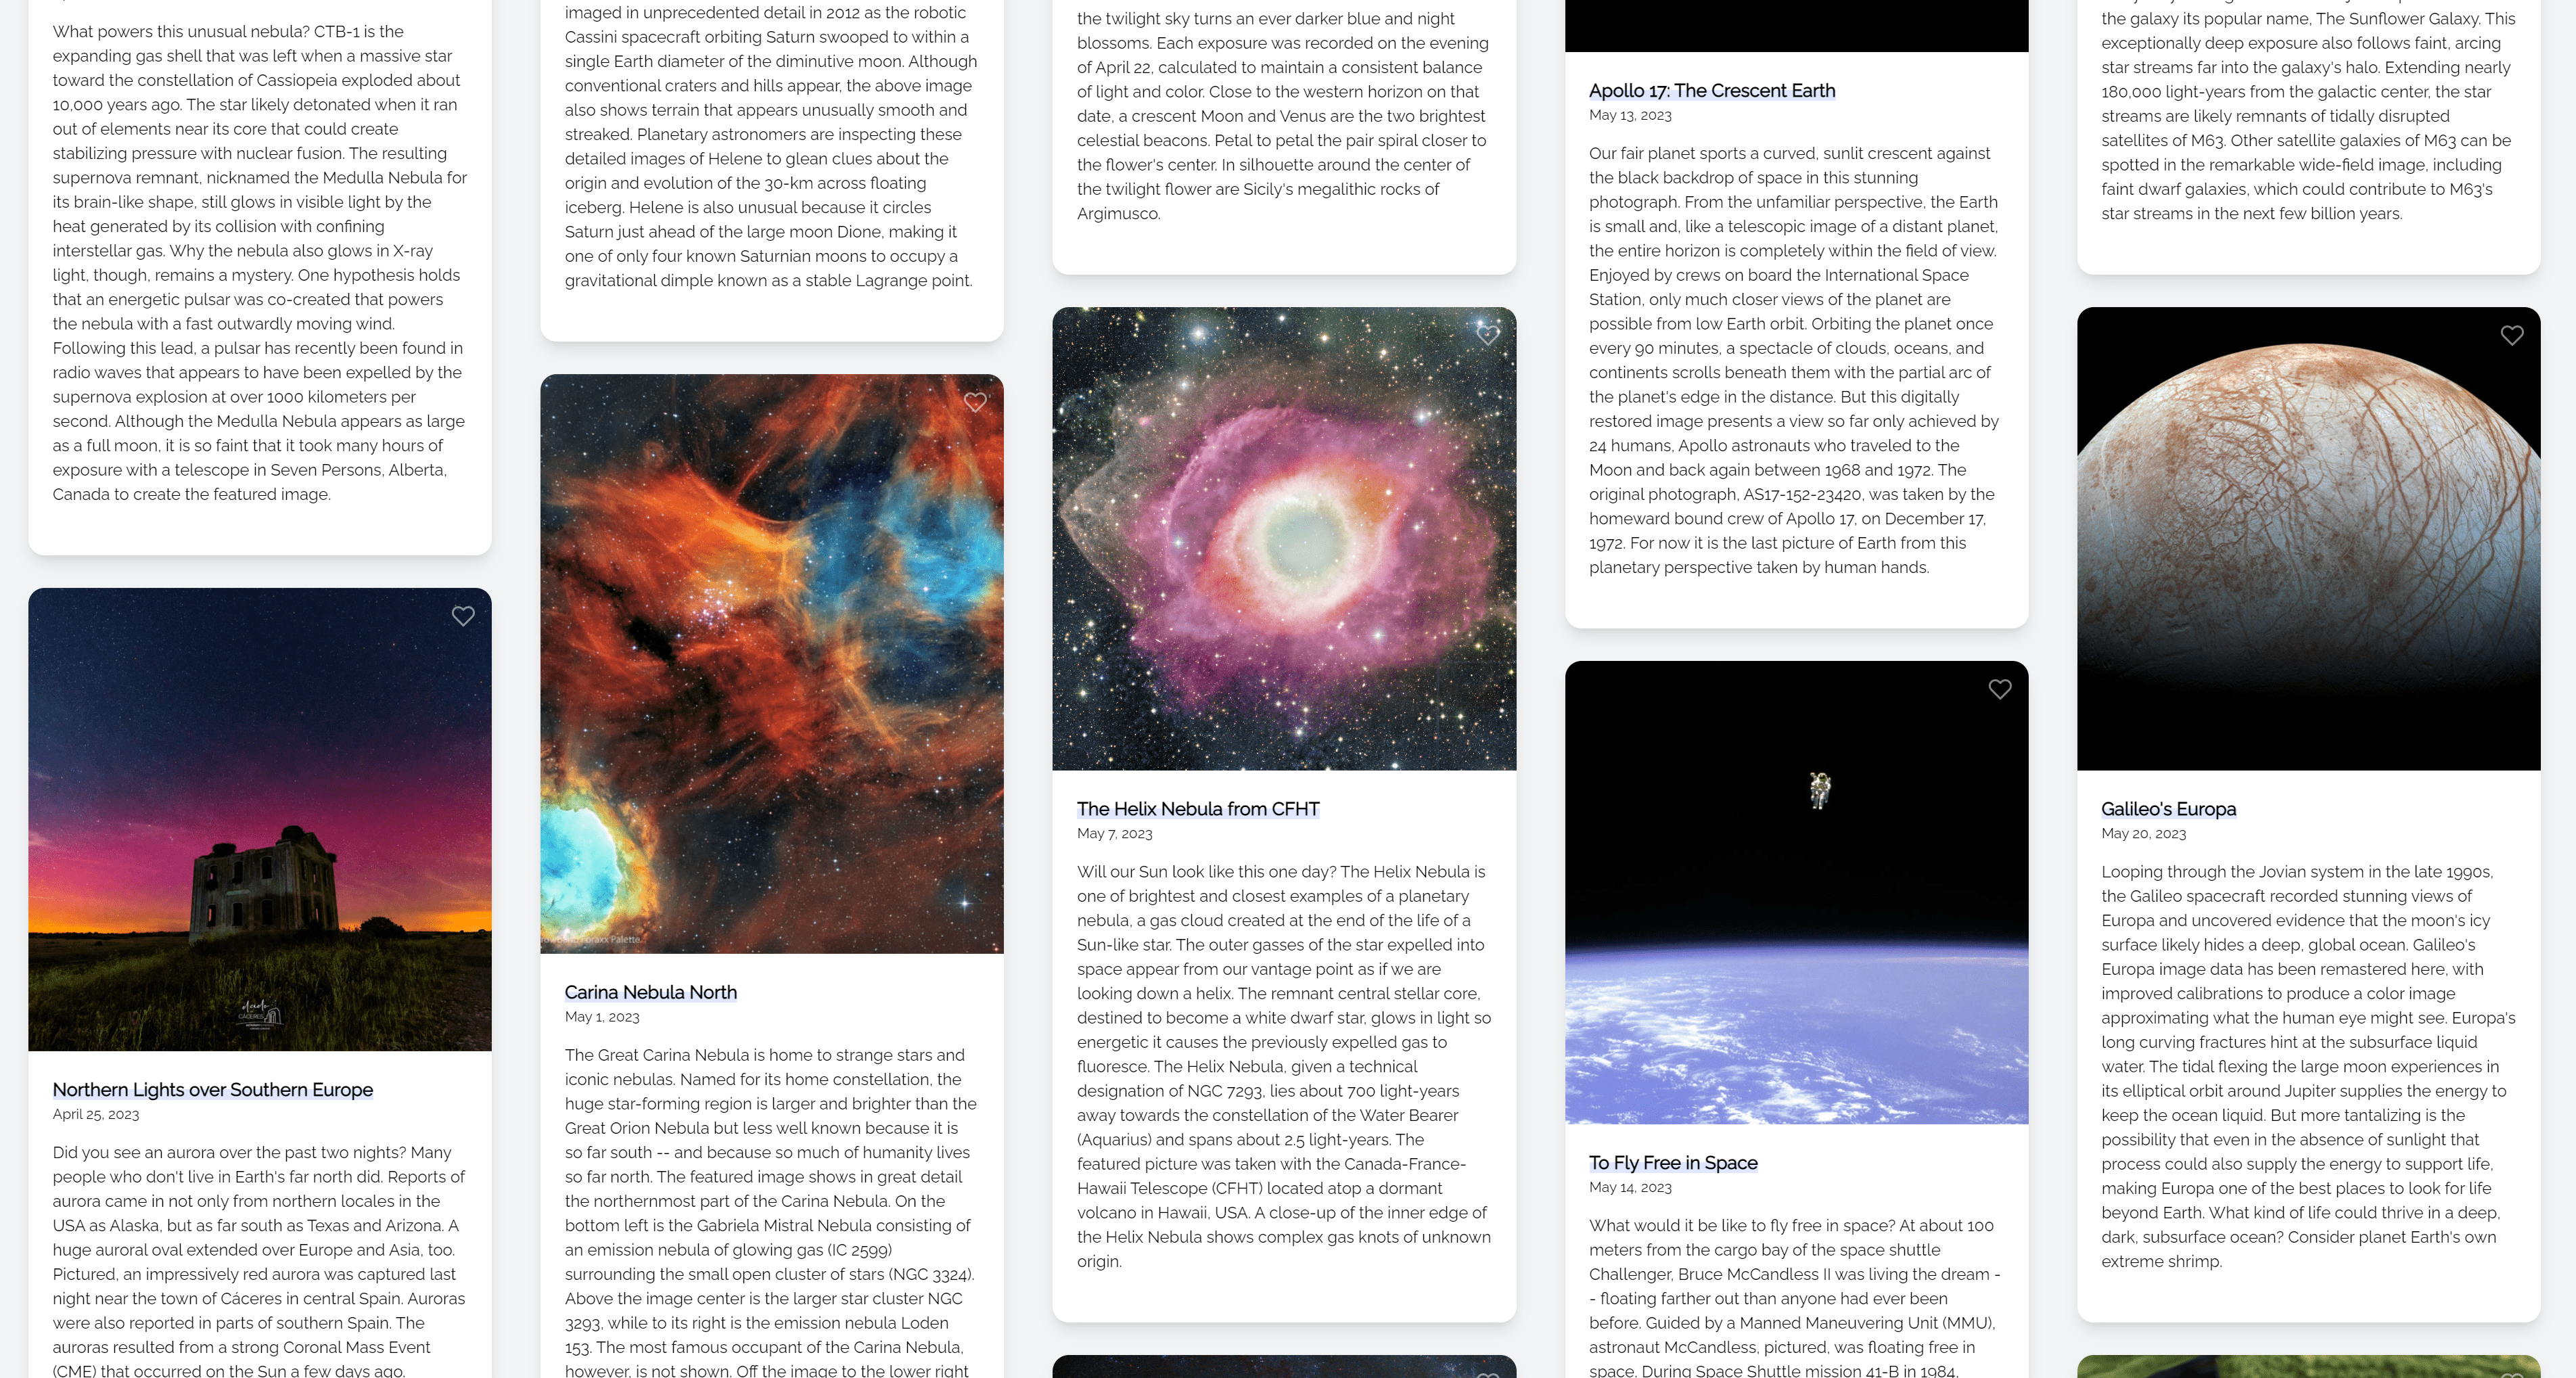 What powers this unusual nebula? CTB-1 is the
expanding gas shell that was left when a massive star
toward the constellation of Cassiopeia exploded about
10,000 years ago. The star likely detonated when it ran
out of elements near its core that could create
stabilizing pressure with nuclear fusion. The resulting
supernova remnant, nicknamed the Medulla Nebula for
its brain-like shape, still glows in visible light by the
heat generated by its collision with confining
interstellar gas. Why the nebula also glows in X-ray
light, though, remains a mystery. One hypothesis holds
that an energetic pulsar was co-created that powers
the nebula with a fast outwardly moving wind.
Following this lead, a pulsar has recently been found in
radio waves that appears to have been expelled by the
supernova explosion at over 1000 kilometers per
second. Although the Medulla Nebula appears as large
as a full moon, it is so faint that it took many hours of
exposure with a telescope in Seven Persons, Alberta,
Canada to create the featured image.
CÁCERES
Northern Lights over Southern Europe
April 25, 2023
Did you see an aurora over the past two nights? Many
people who don't live in Earth's far north did. Reports of
aurora came in not only from northern locales in the
USA as Alaska, but as far south as Texas and Arizona. A
huge auroral oval extended over Europe and Asia, too.
Pictured, an impressively red aurora was captured last
night near the town of Cáceres in central Spain. Auroras
were also reported in parts of southern Spain. The
auroras resulted from a strong Coronal Mass Event
(CME) that occurred on the Sun a few days ago.
imaged in unprecedented detail in 2012 as the robotic
Cassini spacecraft orbiting Saturn swooped to within a
single Earth diameter of the diminutive moon. Although
conventional craters and hills appear, the above image
also shows terrain that appears unusually smooth and
streaked. Planetary astronomers are inspecting these
detailed images of Helene to glean clues about the
origin and evolution of the 30-km across floating
iceberg. Helene is also unusual because it circles
Saturn just ahead of the large moon Dione, making it
one of only four known Saturnian moons to occupy a
gravitational dimple known as a stable Lagrange point.
Foraxx Palette.
Carina Nebula North
May 1, 2023
The Great Carina Nebula is home to strange stars and
iconic nebulas. Named for its home constellation, the
huge star-forming region is larger and brighter than the
Great Orion Nebula but less well known because it is
so far south -- and because so much of humanity lives
so far north. The featured image shows in great detail
the northernmost part of the Carina Nebula. On the
bottom left is the Gabriela Mistral Nebula consisting of
an emission nebula of glowing gas (IC 2599)
surrounding the small open cluster of stars (NGC 3324).
Above the image center is the larger star cluster NGC
3293, while to its right is the emission nebula Loden
153. The most famous occupant of the Carina Nebula,
however, is not shown. Off the image to the lower right
the twilight sky turns an ever darker blue and night
blossoms. Each exposure was recorded on the evening
of April 22, calculated to maintain a consistent balance
of light and color. Close to the western horizon on that
date, a crescent Moon and Venus are the two brightest
celestial beacons. Petal to petal the pair spiral closer to
the flower's center. In silhouette around the center of
the twilight flower are Sicily's megalithic rocks of
Argimusco.
The Helix Nebula from CFHT
May 7, 2023
Will our Sun look like this one day? The Helix Nebula is
one of brightest and closest examples of a planetary
nebula, a gas cloud created at the end of the life of a
Sun-like star. The outer gasses of the star expelled into
space appear from our vantage point as if we are
looking down a helix. The remnant central stellar core,
destined to become a white dwarf star, glows in light so
energetic it causes the previously expelled gas to
fluoresce. The Helix Nebula, given a technical
designation of NGC 7293, lies about 700 light-years
away towards the constellation of the Water Bearer
(Aquarius) and spans about 2.5 light-years. The
featured picture was taken with the Canada-France-
Hawaii Telescope (CFHT) located atop a dormant
volcano in Hawaii, USA. A close-up of the inner edge of
the Helix Nebula shows complex gas knots of unknown
origin.
Apollo 17: The Crescent Earth
May 13, 2023
Our fair planet sports a curved, sunlit crescent against
the black backdrop of space in this stunning
photograph. From the unfamiliar perspective, the Earth
is small and, like a telescopic image of a distant planet,
the entire horizon is completely within the field of view.
Enjoyed by crews on board the International Space
Station, only much closer views of the planet are
possible from low Earth orbit. Orbiting the planet once
every 90 minutes, a spectacle of clouds, oceans, and
continents scrolls beneath them with the partial arc of
the planet's edge in the distance. But this digitally
restored image presents a view so far only achieved by
24 humans, Apollo astronauts who traveled to the
Moon and back again between 1968 and 1972. The
original photograph, AS17-152-23420, was taken by the
homeward bound crew of Apollo 17, on December 17,
1972. For now it is the last picture of Earth from this
planetary perspective taken by human hands.
To Fly Free in Space
May 14, 2023
What would it be like to fly free in space? At about 100
meters from the cargo bay of the space shuttle
Challenger, Bruce McCandless II was living the dream -
- floating farther out than anyone had ever been
before. Guided by a Manned Maneuvering Unit (MMU),
astronaut McCandless, pictured, was floating free in
space. During Space Shuttle mission 41-B in 1984,
the galaxy its popular name, The Sunflower Galaxy. This
exceptionally deep exposure also follows faint, arcing
star streams far into the galaxy's halo. Extending nearly
180,000 light-years from the galactic center, the star
streams are likely remnants of tidally disrupted
satellites of M63. Other satellite galaxies of M63 can be
spotted in the remarkable wide-field image, including
faint dwarf galaxies, which could contribute to M63's
star streams in the next few billion years.
Galileo's Europa
May 20, 2023
Looping through the Jovian system in the late 1990s,
the Galileo spacecraft recorded stunning views of
Europa and uncovered evidence that the moon's icy
surface likely hides a deep, global ocean. Galileo's
Europa image data has been remastered here, with
improved calibrations to produce a color image
approximating what the human eye might see. Europa's
long curving fractures hint at the subsurface liquid
water. The tidal flexing the large moon experiences in
its elliptical orbit around Jupiter supplies the energy to
keep the ocean liquid. But more tantalizing is the
possibility that even in the absence of sunlight that
process could also supply the energy to support life,
making Europa one of the best places to look for life
beyond Earth. What kind of life could thrive in a deep,
dark, subsurface ocean? Consider planet Earth's own
extreme shrimp.